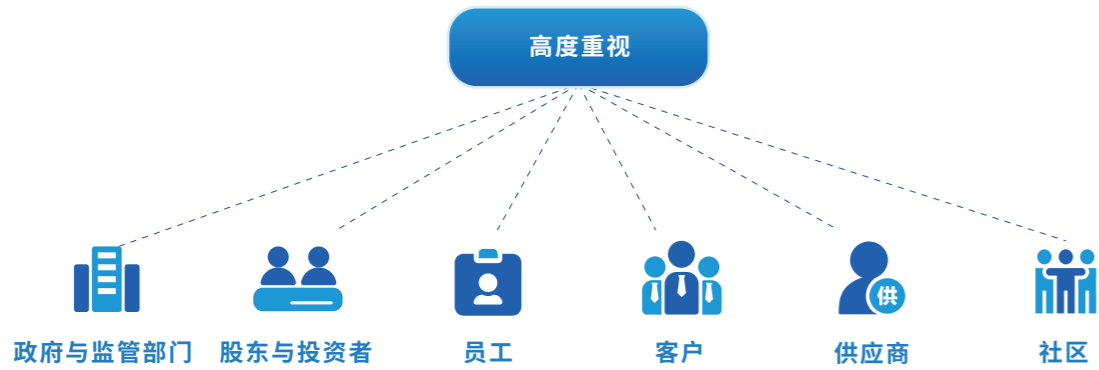 高度重视
供
政府与监管部门
股东与投资者
员工
客户
供应商
社区